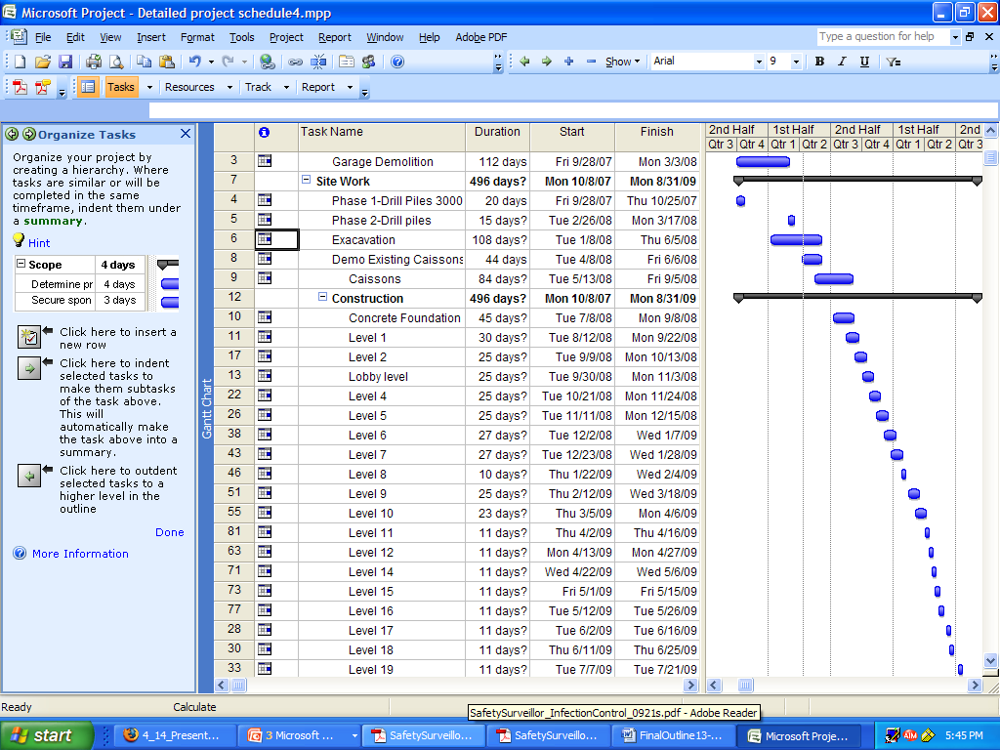 Microsoft Project - Detailed project schedule4.mpp
File Edit View Insert Format Tools Project Report Window Help Adobe PDF Type a question for help
Show Arial 9 B I U
Tasks Resources Track Report
Organize Tasks
Organize your project by
creating a hierarchy. Where
tasks are similar or will be
completed in the same
timeframe, indent them under
a summary.
Hint
Scope 4 days
Determine pr 4 days
Secure spon 3 days
Click here to insert a
new row
Click here to indent
selected tasks to
make them subtasks
of the task above.
This will
automatically make
the task above into a
summary.
Click here to outdent
selected tasks to a
higher level in the
outline
Done
More Information
Gantt Chart
Task Name Duration Start Finish
2nd Half 1st Half 2nd Half 1st Half 2nd
Qtr 3 Qtr 4 Qtr 1 Qtr 2 Qtr 3 Qtr 4 Qtr 1 Qtr 2 Qtr 3
3 Garage Demolition 112 days Fri 9/28/07 Mon 3/3/08
7 Site Work 496 days? Mon 10/8/07 Mon 8/31/09
4 Phase 1-Drill Piles 3000 20 days Fri 9/28/07 Thu 10/25/07
5 Phase 2-Drill piles 15 days? Tue 2/26/08 Mon 3/17/08
6 Exacavation 108 days? Tue 1/8/08 Thu 6/5/08
8 Demo Existing Caissons 44 days Tue 4/8/08 Fri 6/6/08
9 Caissons 84 days? Tue 5/13/08 Fri 9/5/08
12 Construction 496 days? Mon 10/8/07 Mon 8/31/09
10 Concrete Foundation 45 days? Tue 7/8/08 Mon 9/8/08
11 Level 1 30 days? Tue 8/12/08 Mon 9/22/08
17 Level 2 25 days? Tue 9/9/08 Mon 10/13/08
13 Lobby level 25 days? Tue 9/30/08 Mon 11/3/08
22 Level 4 25 days? Tue 10/21/08 Mon 11/24/08
26 Level 5 25 days? Tue 11/11/08 Mon 12/15/08
38 Level 6 27 days? Tue 12/2/08 Wed 1/7/09
43 Level 7 27 days? Tue 12/23/08 Wed 1/28/09
46 Level 8 10 days? Thu 1/22/09 Wed 2/4/09
51 Level 9 25 days? Thu 2/12/09 Wed 3/18/09
55 Level 10 23 days? Thu 3/5/09 Mon 4/6/09
81 Level 11 11 days? Thu 4/2/09 Thu 4/16/09
63 Level 12 11 days? Mon 4/13/09 Mon 4/27/09
71 Level 14 11 days? Wed 4/22/09 Wed 5/6/09
73 Level 15 11 days? Fri 5/1/09 Fri 5/15/09
77 Level 16 11 days? Tue 5/12/09 Tue 5/26/09
28 Level 17 11 days? Tue 6/2/09 Tue 6/16/09
30 Level 18 11 days? Thu 6/11/09 Thu 6/25/09
33 Level 19 11 days? Tue 7/7/09 Tue 7/21/09
Ready Calculate
SafetySurveillor_InfectionControl_0921s.pdf - Adobe Reader
start 4_14_Present... 3 Microsoft ... SafetySurveillo... SafetySurveillo... FinalOutline13-... Microsoft Proje... 5:45 PM